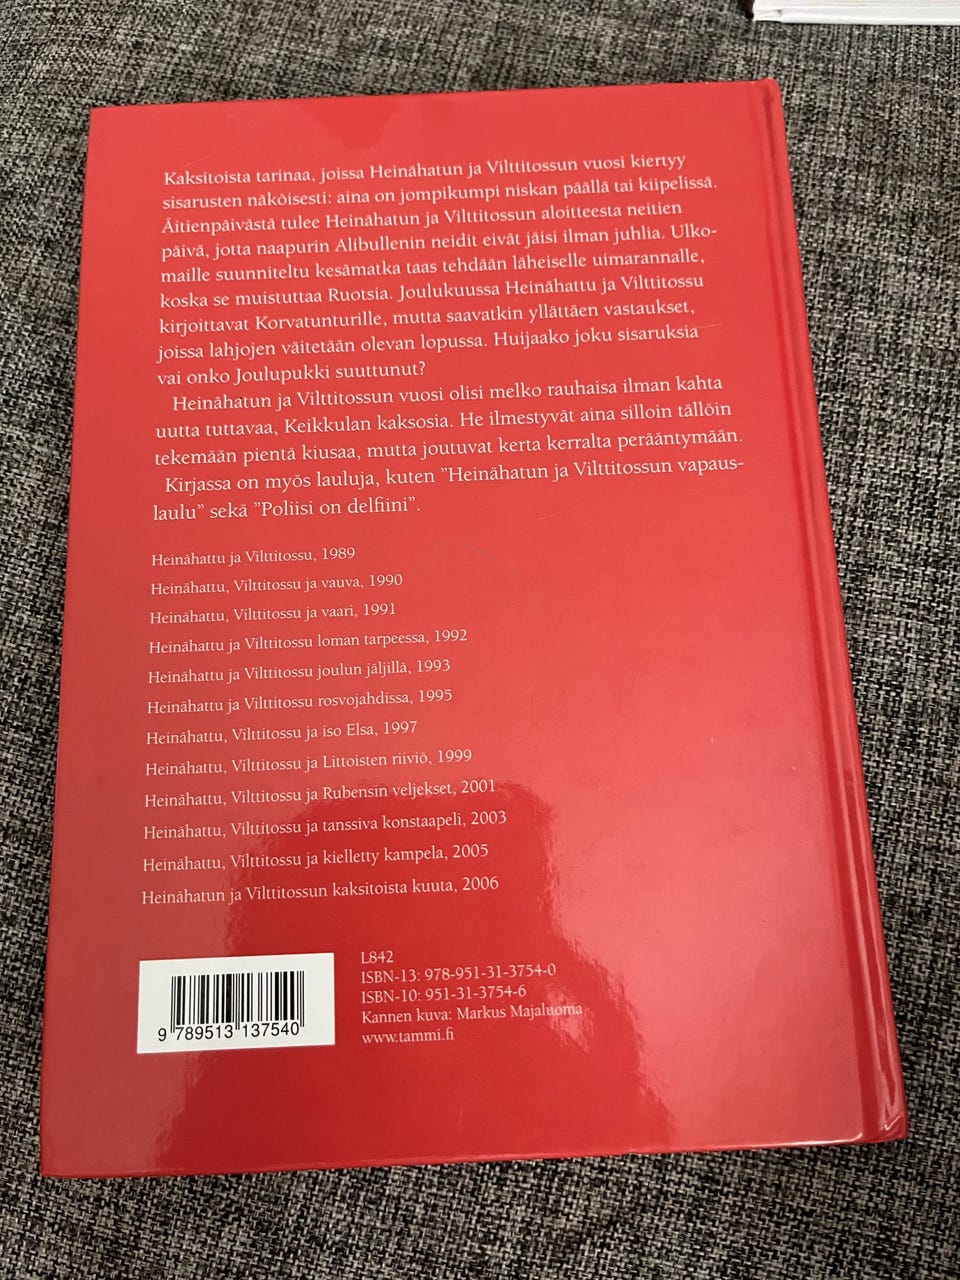 Kaksitoista tarinaa, joissa Heinähatun ja Vilttitossun vuosi kiertyy
sisarusten näköisesti: aina on jompikumpi niskan päällä tai kiipelissä.
Äitienpäivästä tulee Heinähatun ja Vilttitossun aloitteesta neitien
päivä, jotta naapurin Alibullenin neidit eivät jäisi ilman juhlia. Ulko-
maille suunniteltu kesämatka taas tehdään läheiselle uimarannalle,
koska se muistuttaa Ruotsia. Joulukuussa Heinähattu ja Vilttitossu
kirjoittavat Korvatunturille, mutta saavatkin yllättäen vastaukset,
joissa lahjojen väitetään olevan lopussa. Huijaako joku sisaruksia
vai onko Joulupukki suuttunut?
Heinähatun ja Vilttitossun vuosi olisi melko rauhaisa ilman kahta
uutta tuttavaa, Keikkulan kaksosia. He ilmestyvät aina silloin tällöin
tekemään pientä kiusaa, mutta joutuvat kerta kerralta perääntymään.
Kirjassa on myös lauluja, kuten ”Heinähatun ja Vilttitossun vapaus-
laulu” sekä ”Poliisi on delfiini”.
Heinähattu ja Vilttitossu, 1989
Heinähattu, Vilttitossu ja vauva, 1990
Heinähattu, Vilttitossu ja vaari, 1991
Heinähattu ja Vilttitossu loman tarpeessa, 1992
Heinähattu ja Vilttitossu joulun jäljillä, 1993
Heinähattu ja Vilttitossu rosvojahdissa, 1995
Heinähattu, Vilttitossu ja iso Elsa, 1997
Heinähattu, Vilttitossu ja Littoisten riiviö, 1999
Heinähattu, Vilttitossu ja Rubensin veljekset, 2001
Heinähattu, Vilttitossu ja tanssiva konstaapeli, 2003
Heinähattu, Vilttitossu ja kielletty kampela, 2005
Heinähatun ja Vilttitossun kaksitoista kuuta, 2006
L842
ISBN-13: 978-951-31-3754-0
ISBN-10: 951-31-3754-6
Kannen kuva: Markus Majaluoma
www.tammi.fi
9 789513 137540